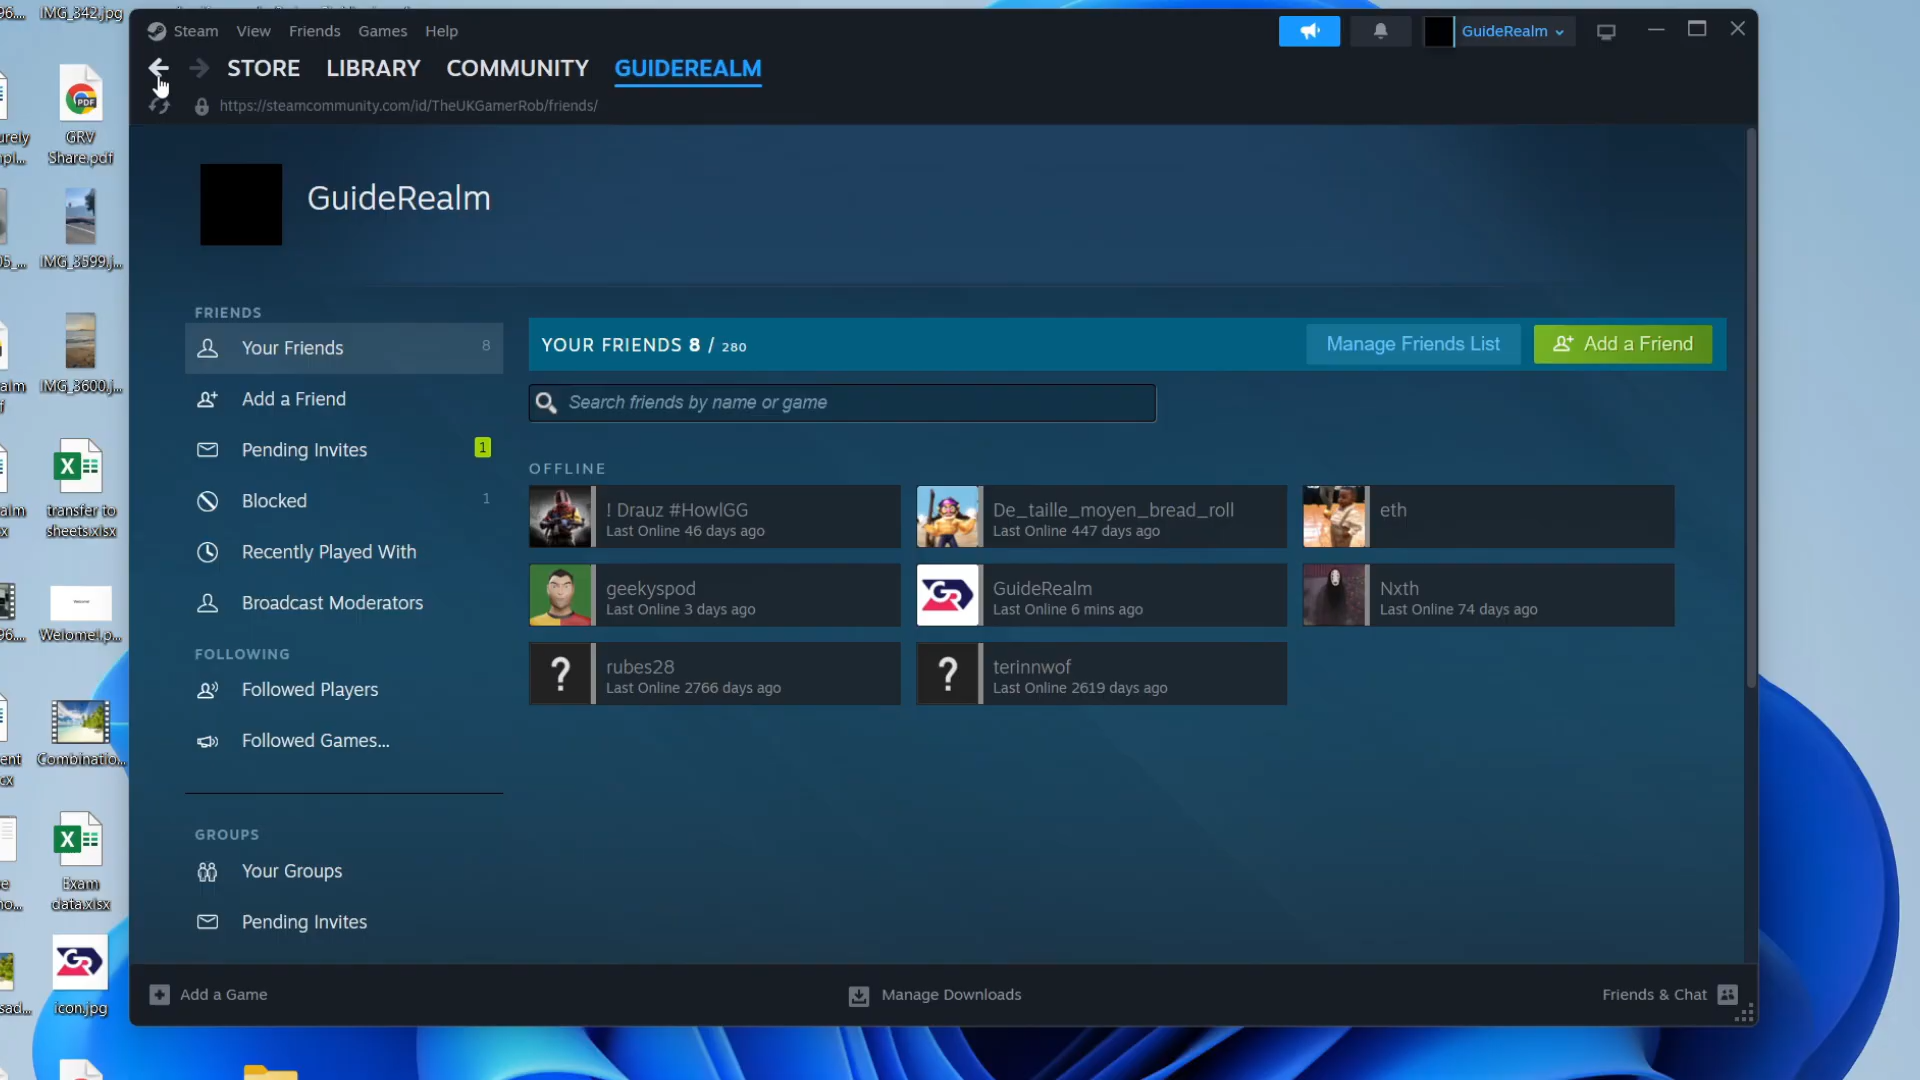 IMG_342.jpg
Steam View Friends Games Help
GuideRealm
STORE LIBRARY COMMUNITY GUIDEREALM
https://steamcommunity.com/id/TheUKGamerRob/friends/
PDF
GRV
Share.pdf
GuideRealm
IMG_3599.j...
FRIENDS
Your Friends 8
YOUR FRIENDS 8 / 280
Manage Friends List
Add a Friend
IMG_3600.j...
Add a Friend
Search friends by name or game
Pending Invites 1
OFFLINE
Blocked 1
! Drauz #HowlGG
Last Online 46 days ago
De_taille_moyen_bread_roll
Last Online 447 days ago
eth
transfer to
sheets.xlsx
Recently Played With
geekyspod
Last Online 3 days ago
GuideRealm
Last Online 6 mins ago
Nxth
Last Online 74 days ago
Broadcast Moderators
Welome!.p...
FOLLOWING
rubes28
Last Online 2766 days ago
terinnwof
Last Online 2619 days ago
Followed Players
Followed Games...
Combinatio...
GROUPS
Your Groups
Exam
data.xlsx
Pending Invites
GR
icon.jpg
Add a Game
Manage Downloads
Friends & Chat